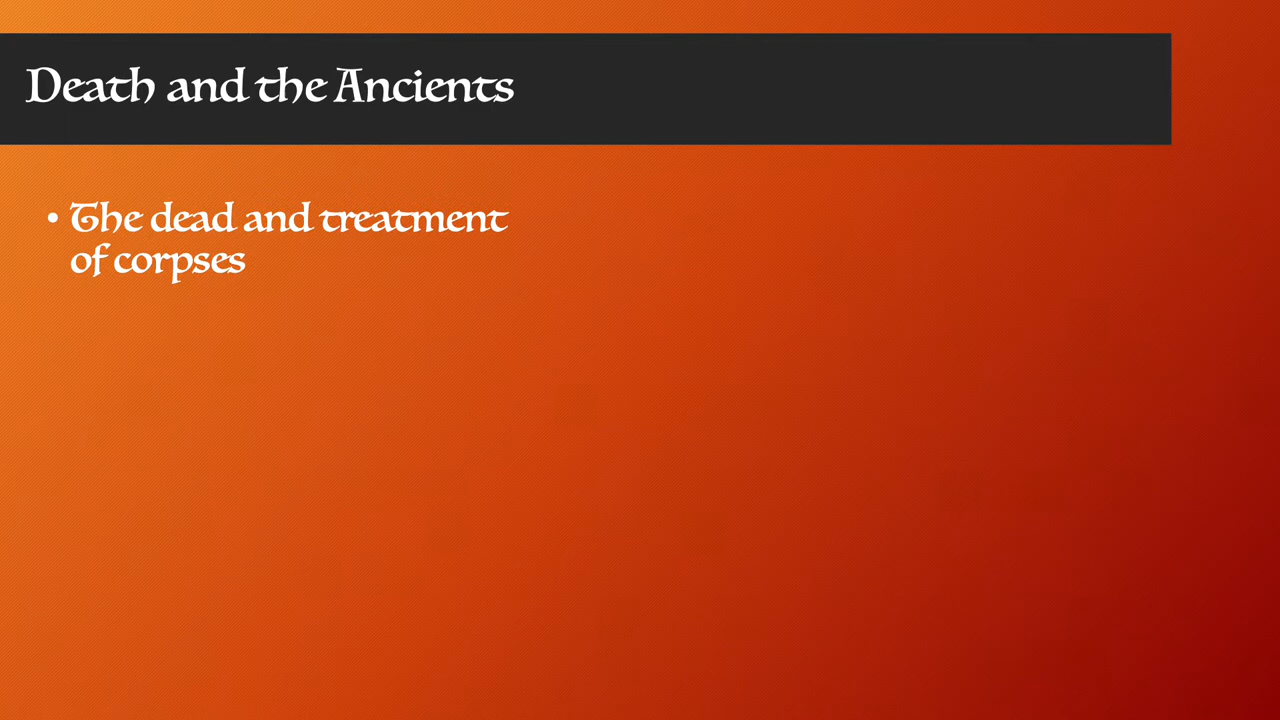 Death and the Ancients
• The dead and treatment
of corpses